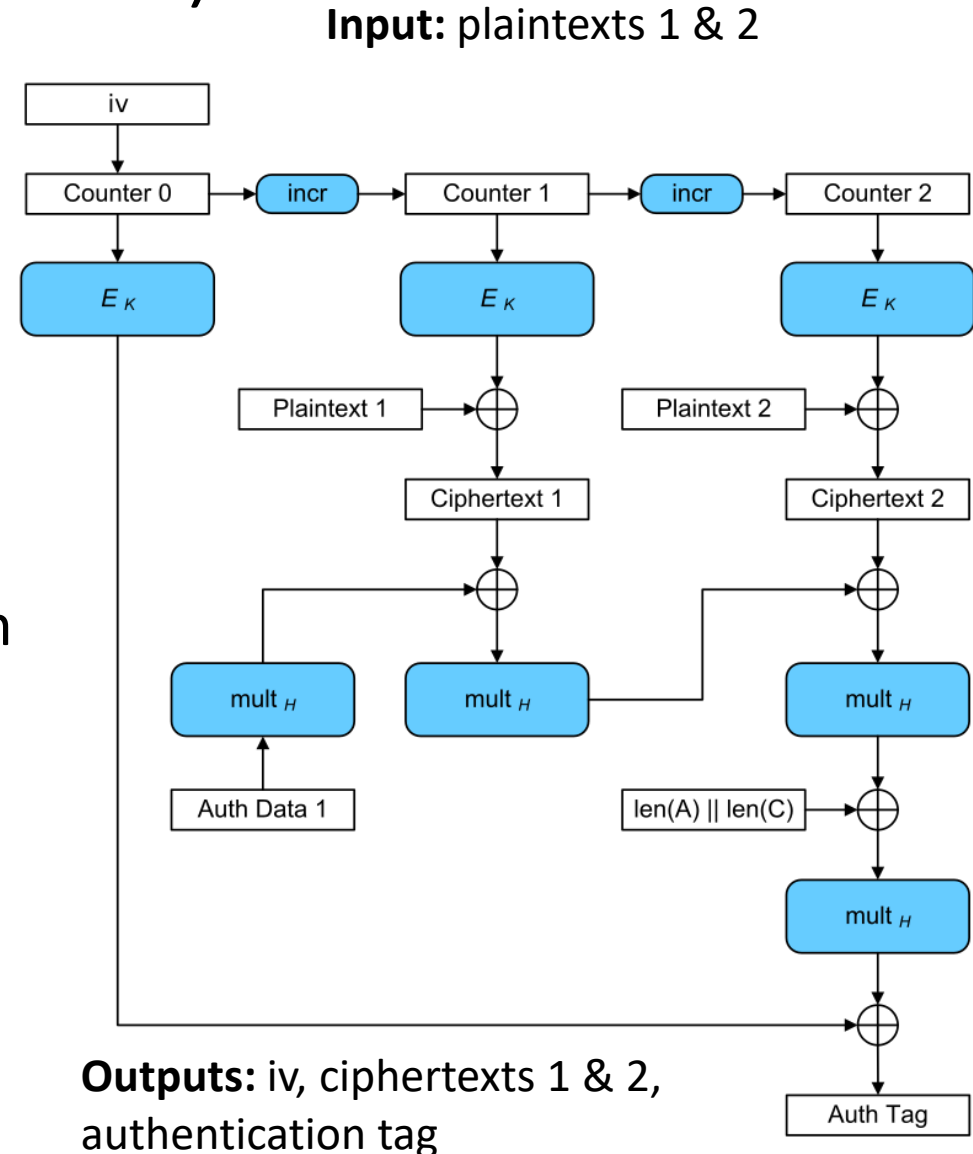 Input: plaintexts 1 & 2
iv
Counter 0
incr
Counter 1
incr
Counter 2
E K
E K
E K
Plaintext 1
Plaintext 2
Ciphertext 1
Ciphertext 2
mult H
mult H
mult H
Auth Data 1
len(A) || len(C)
mult H
Outputs: iv, ciphertexts 1 & 2,
authentication tag
Auth Tag